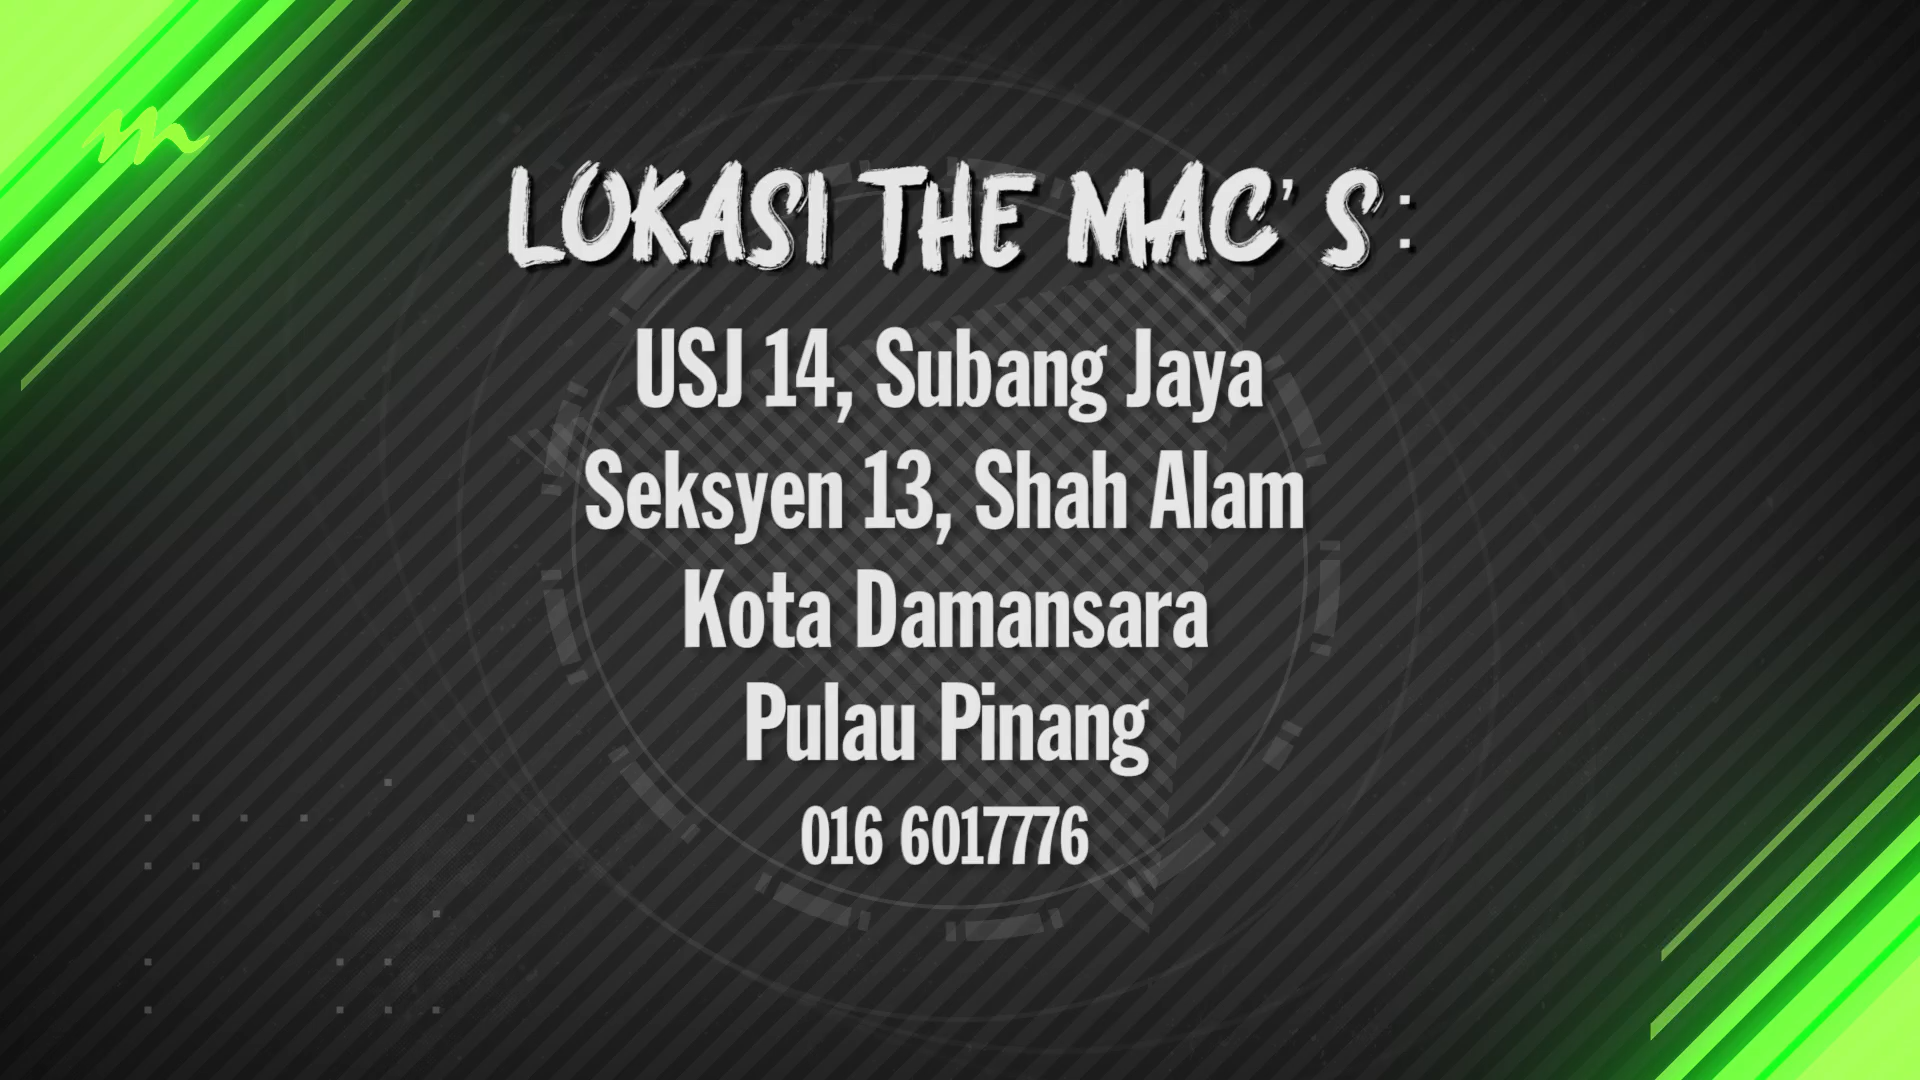 LOKASI THE MAC'S:
USJ 14, Subang Jaya
Seksyen 13, Shah Alam
Kota Damansara
Pulau Pinang
016 6017776